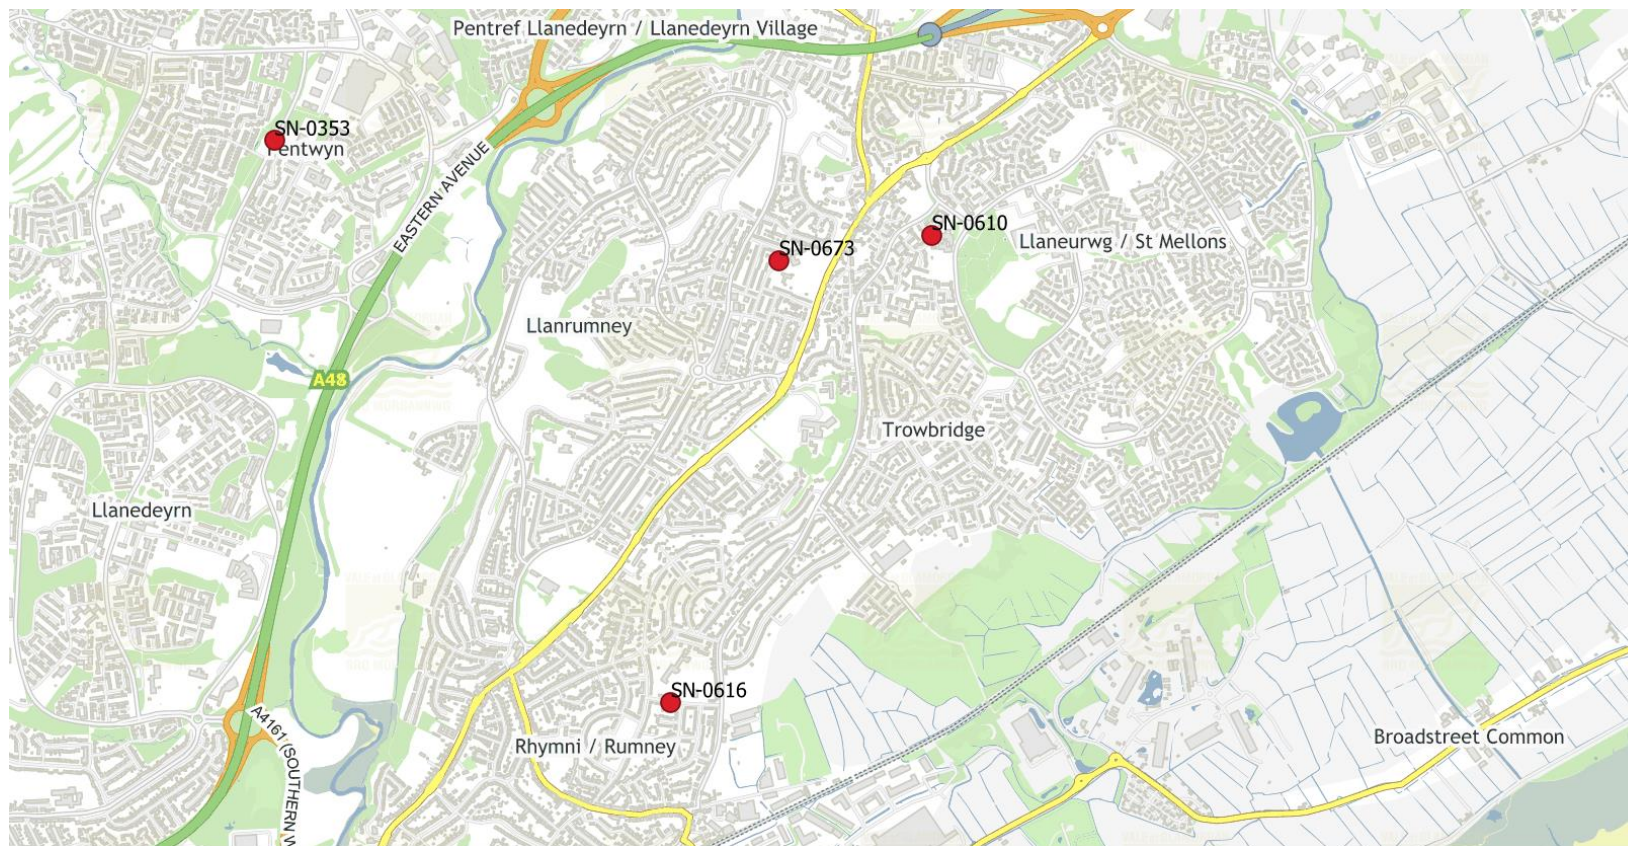 Pentref Llanedeyrn / Llanedeyrn Village
SN-0353
Pentwyn
EASTERN AVENUE
SN-0610
SN-0673
Llaneurwg / St Mellons
Llanrumney
A48
Trowbridge
Llanedeyrn
SN-0616
A4161 (SOUTHERN W
Rhymni / Rumney
Broadstreet Common